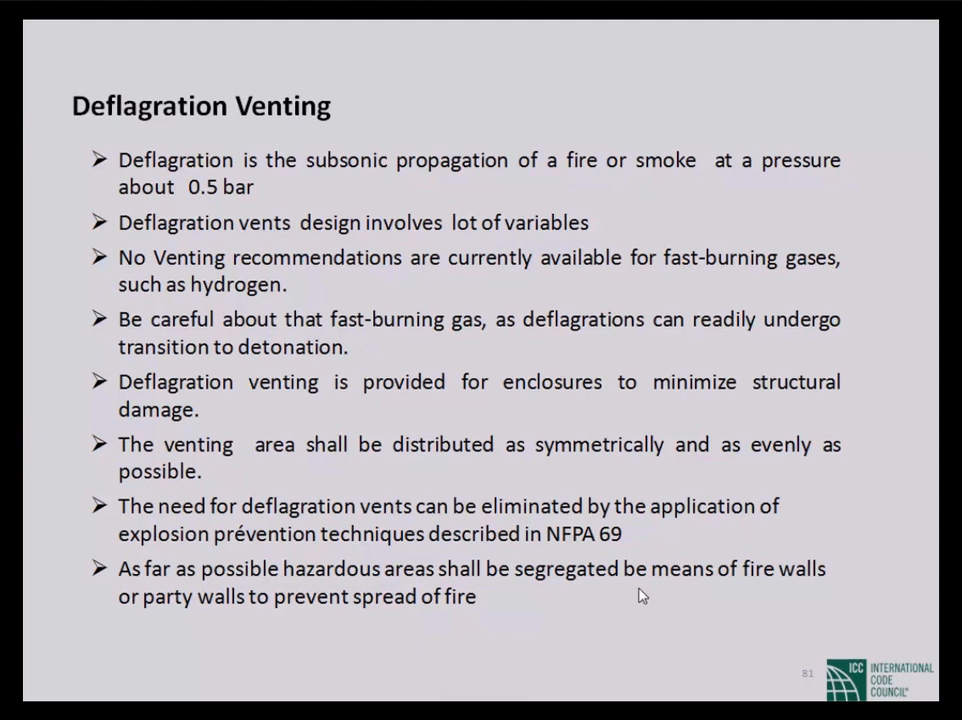 Deflagration Venting
➢ Deflagration is the subsonic propagation of a fire or smoke at a pressure
about 0.5 bar
➢ Deflagration vents design involves lot of variables
➢ No Venting recommendations are currently available for fast-burning gases,
such as hydrogen.
➢ Be careful about that fast-burning gas, as deflagrations can readily undergo
transition to detonation.
➢ Deflagration venting is provided for enclosures to minimize structural
damage.
➢ The venting area shall be distributed as symmetrically and as evenly as
possible.
➢ The need for deflagration vents can be eliminated by the application of
explosion prévention techniques described in NFPA 69
➢ As far as possible hazardous areas shall be segregated be means of fire walls
or party walls to prevent spread of fire
81
ICC
INTERNATIONAL
CODE
COUNCIL®